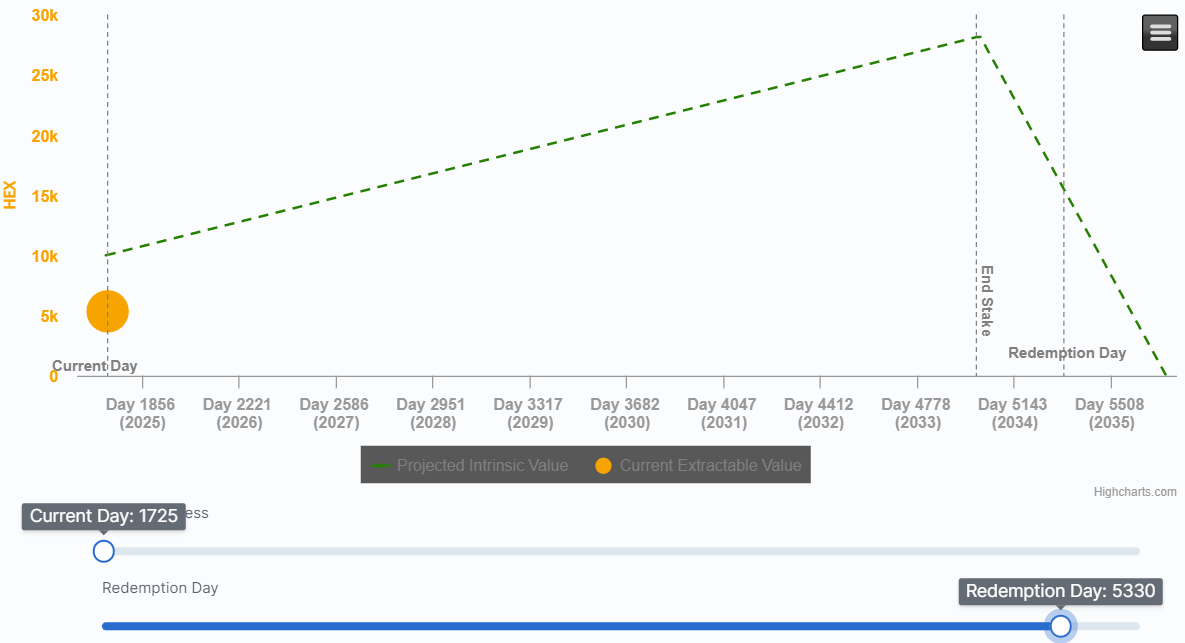 30k
25k
20k
15k
10k
5k
0
HEX
Current Day
End Stake
Redemption Day
Day 1856 Day 2221 Day 2586 Day 2951 Day 3317 Day 3682 Day 4047 Day 4412 Day 4778 Day 5143 Day 5508
(2025) (2026) (2027) (2028) (2029) (2030) (2031) (2032) (2033) (2034) (2035)
Projected Intrinsic Value Current Extractable Value
Highcharts.com
Current Day: 1725
Redemption Day
Redemption Day: 5330